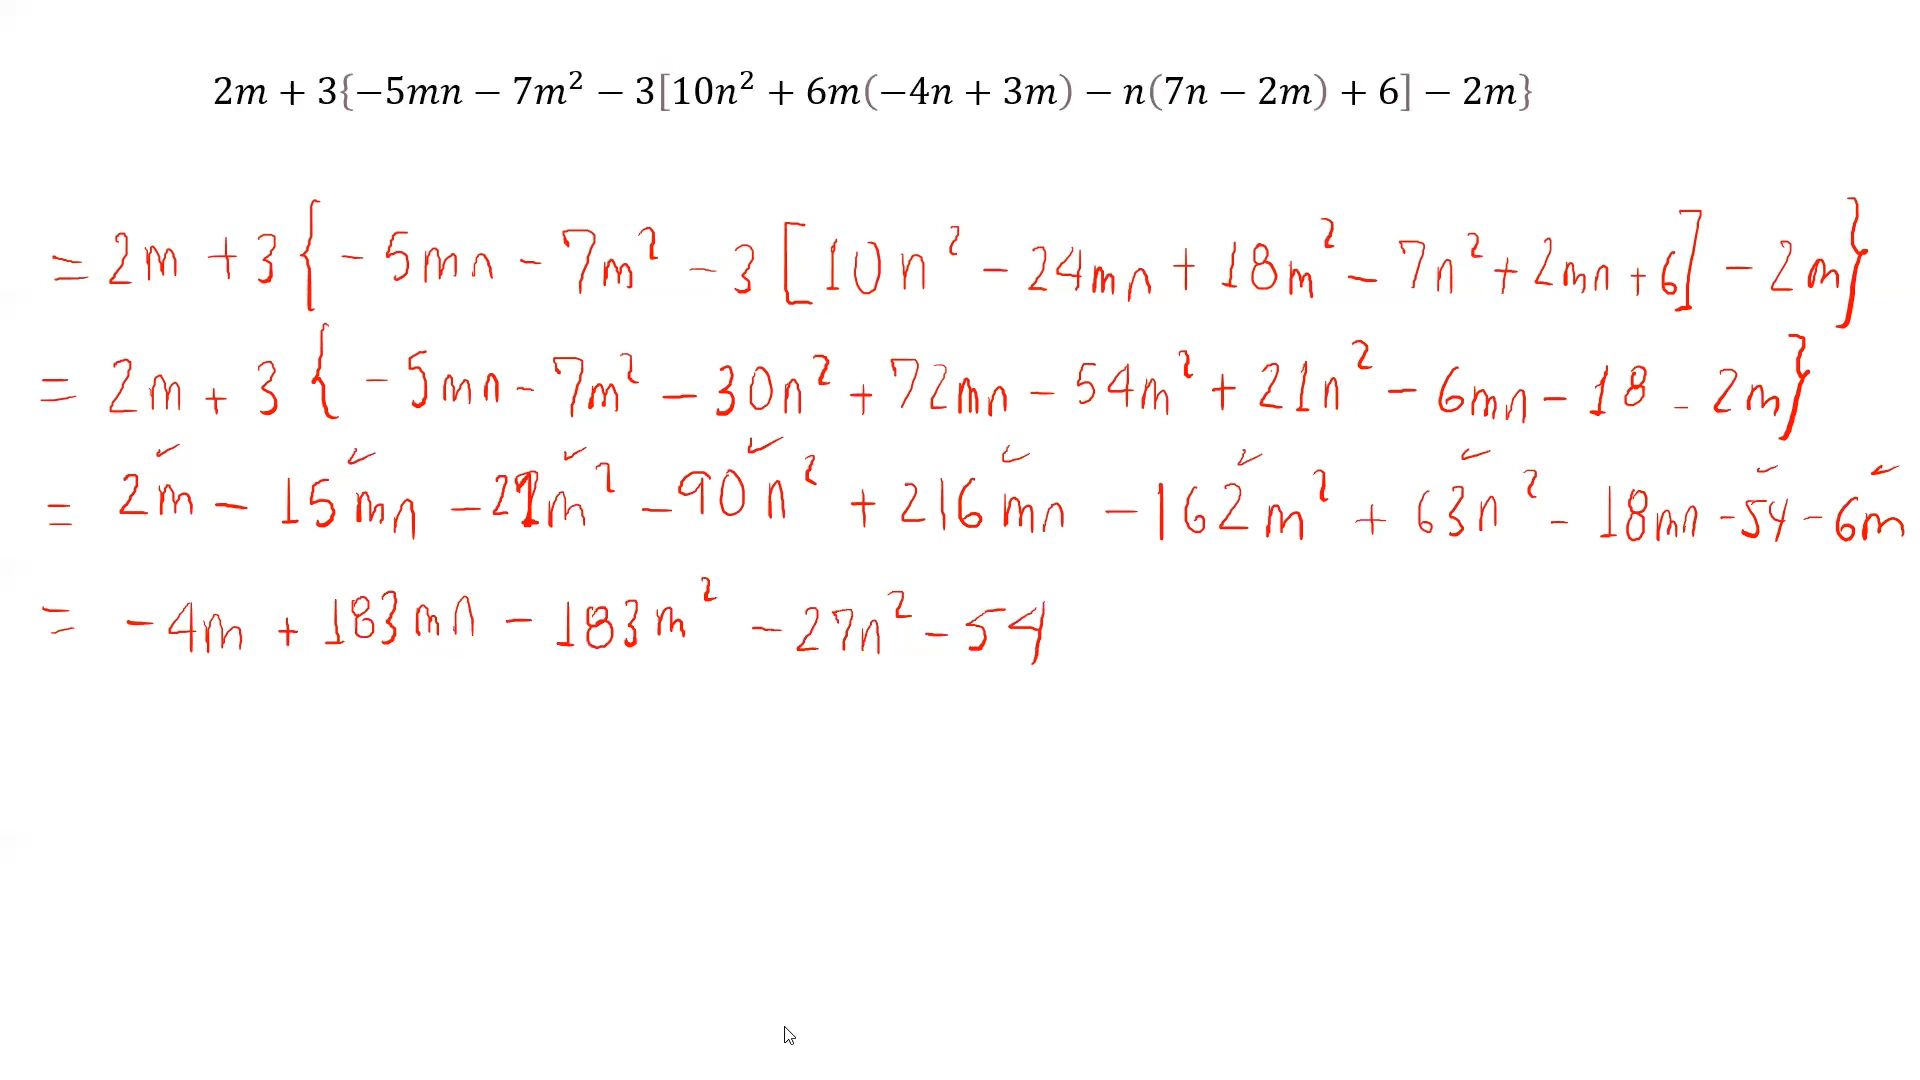 2m + 3{−5mn − 7m² − 3[10n² + 6m(−4n + 3m) − n(7n − 2m) + 6] − 2m}
= 2m + 3{ - 5mn - 7m² - 3[10n² - 24mn + 18m² - 7n² + 2mn + 6] - 2m}
= 2m + 3{ - 5mn - 7m² - 30n² + 72mn - 54m² + 21n² - 6mn - 18 - 2m}
= 2m - 15mn - 21m² - 90n² + 216mn - 162m² + 63n² - 18mn - 54 - 6m
= - 4m + 183mn - 183m² - 27n² - 54